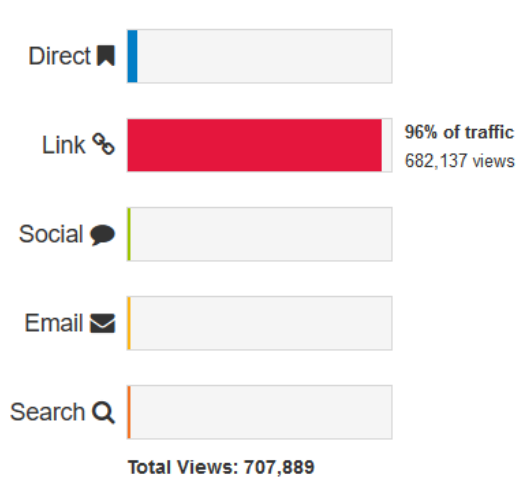 Direct
Link
96% of traffic
682,137 views
Social
Email
Search
Total Views: 707,889